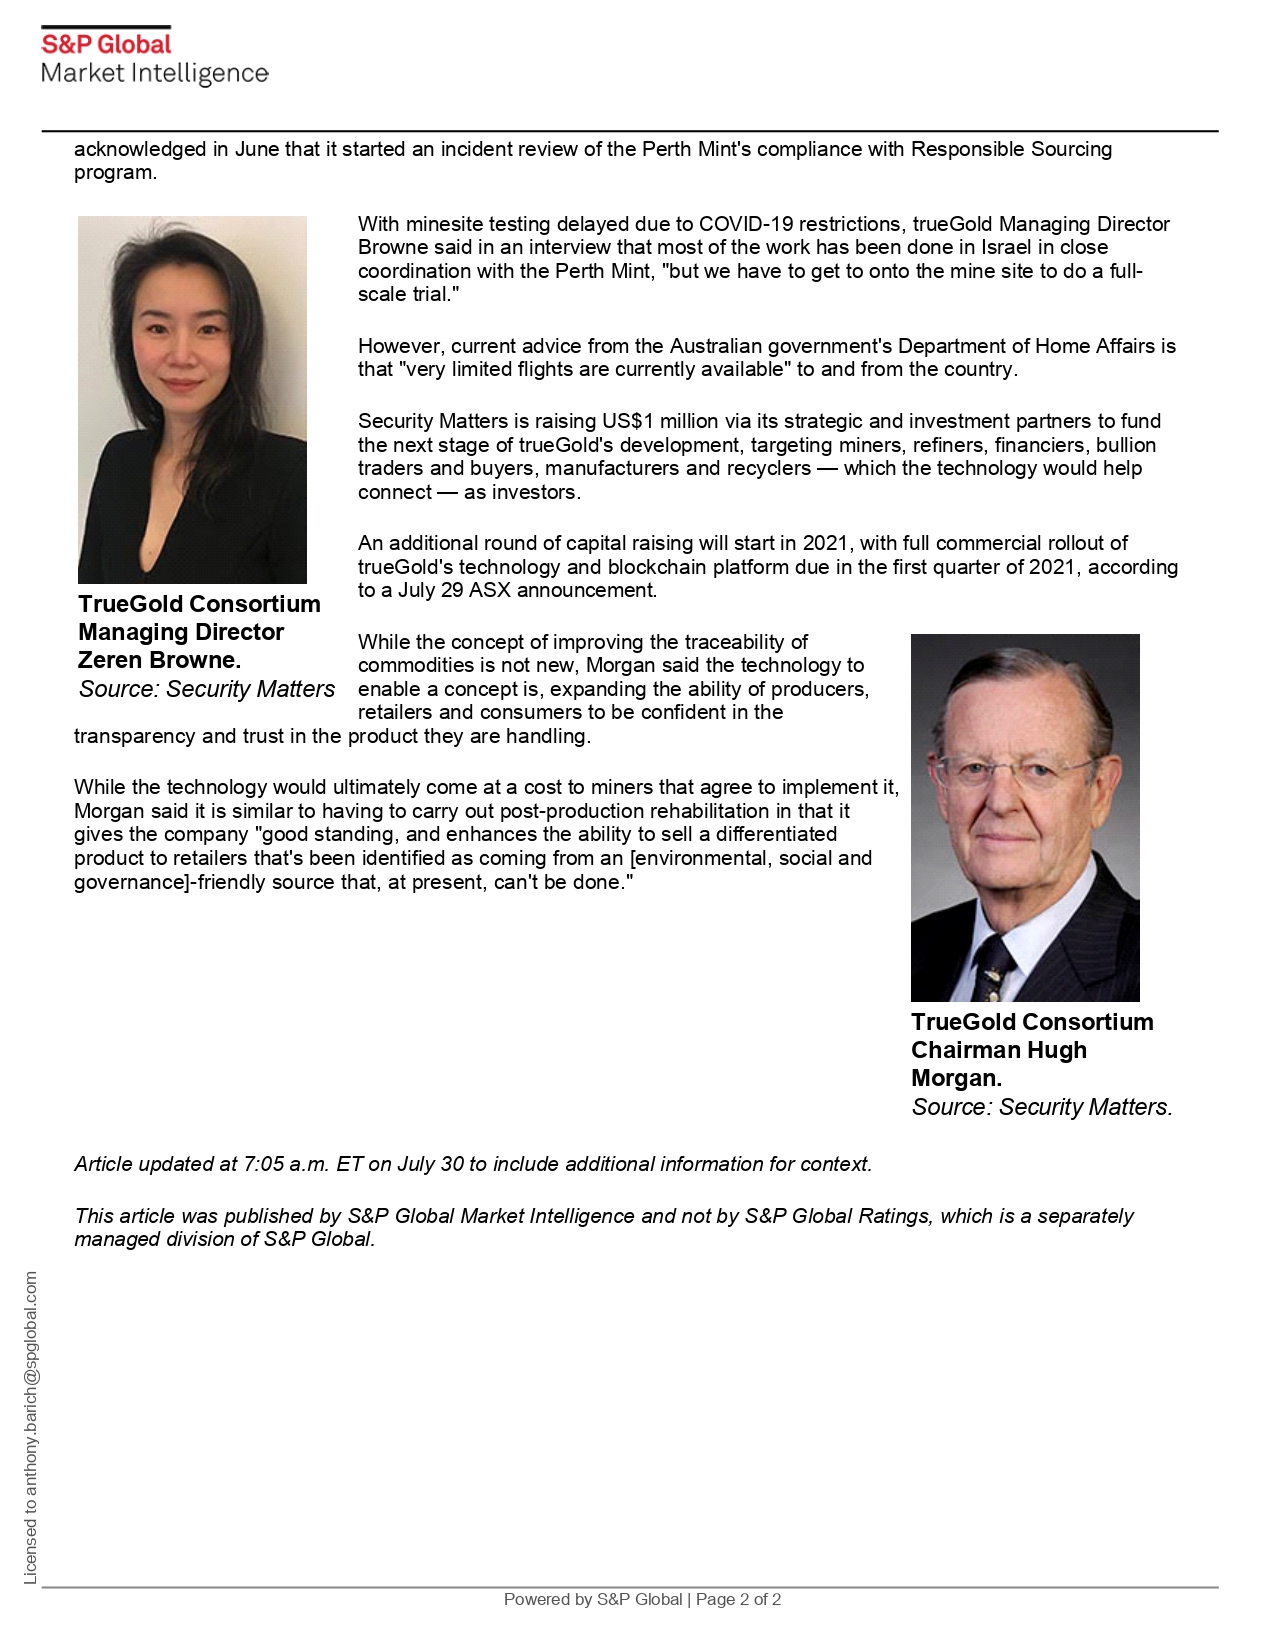 S&P Global
Market Intelligence
acknowledged in June that it started an incident review of the Perth Mint's compliance with Responsible Sourcing
program.
With minesite testing delayed due to COVID-19 restrictions, trueGold Managing Director
Browne said in an interview that most of the work has been done in Israel in close
coordination with the Perth Mint, "but we have to get to onto the mine site to do a full-
scale trial."
However, current advice from the Australian government's Department of Home Affairs is
that "very limited flights are currently available" to and from the country.
Security Matters is raising US$1 million via its strategic and investment partners to fund
the next stage of trueGold's development, targeting miners, refiners, financiers, bullion
traders and buyers, manufacturers and recyclers — which the technology would help
connect — as investors.
An additional round of capital raising will start in 2021, with full commercial rollout of
trueGold's technology and blockchain platform due in the first quarter of 2021, according
to a July 29 ASX announcement.
TrueGold Consortium
Managing Director
Zeren Browne.
Source: Security Matters
While the concept of improving the traceability of
commodities is not new, Morgan said the technology to
enable a concept is, expanding the ability of producers,
retailers and consumers to be confident in the
transparency and trust in the product they are handling.
While the technology would ultimately come at a cost to miners that agree to implement it,
Morgan said it is similar to having to carry out post-production rehabilitation in that it
gives the company "good standing, and enhances the ability to sell a differentiated
product to retailers that's been identified as coming from an [environmental, social and
governance]-friendly source that, at present, can't be done."
TrueGold Consortium
Chairman Hugh
Morgan.
Source: Security Matters.
Article updated at 7:05 a.m. ET on July 30 to include additional information for context.
This article was published by S&P Global Market Intelligence and not by S&P Global Ratings, which is a separately
managed division of S&P Global.
Licensed to anthony.barich@spglobal.com
Powered by S&P Global | Page 2 of 2